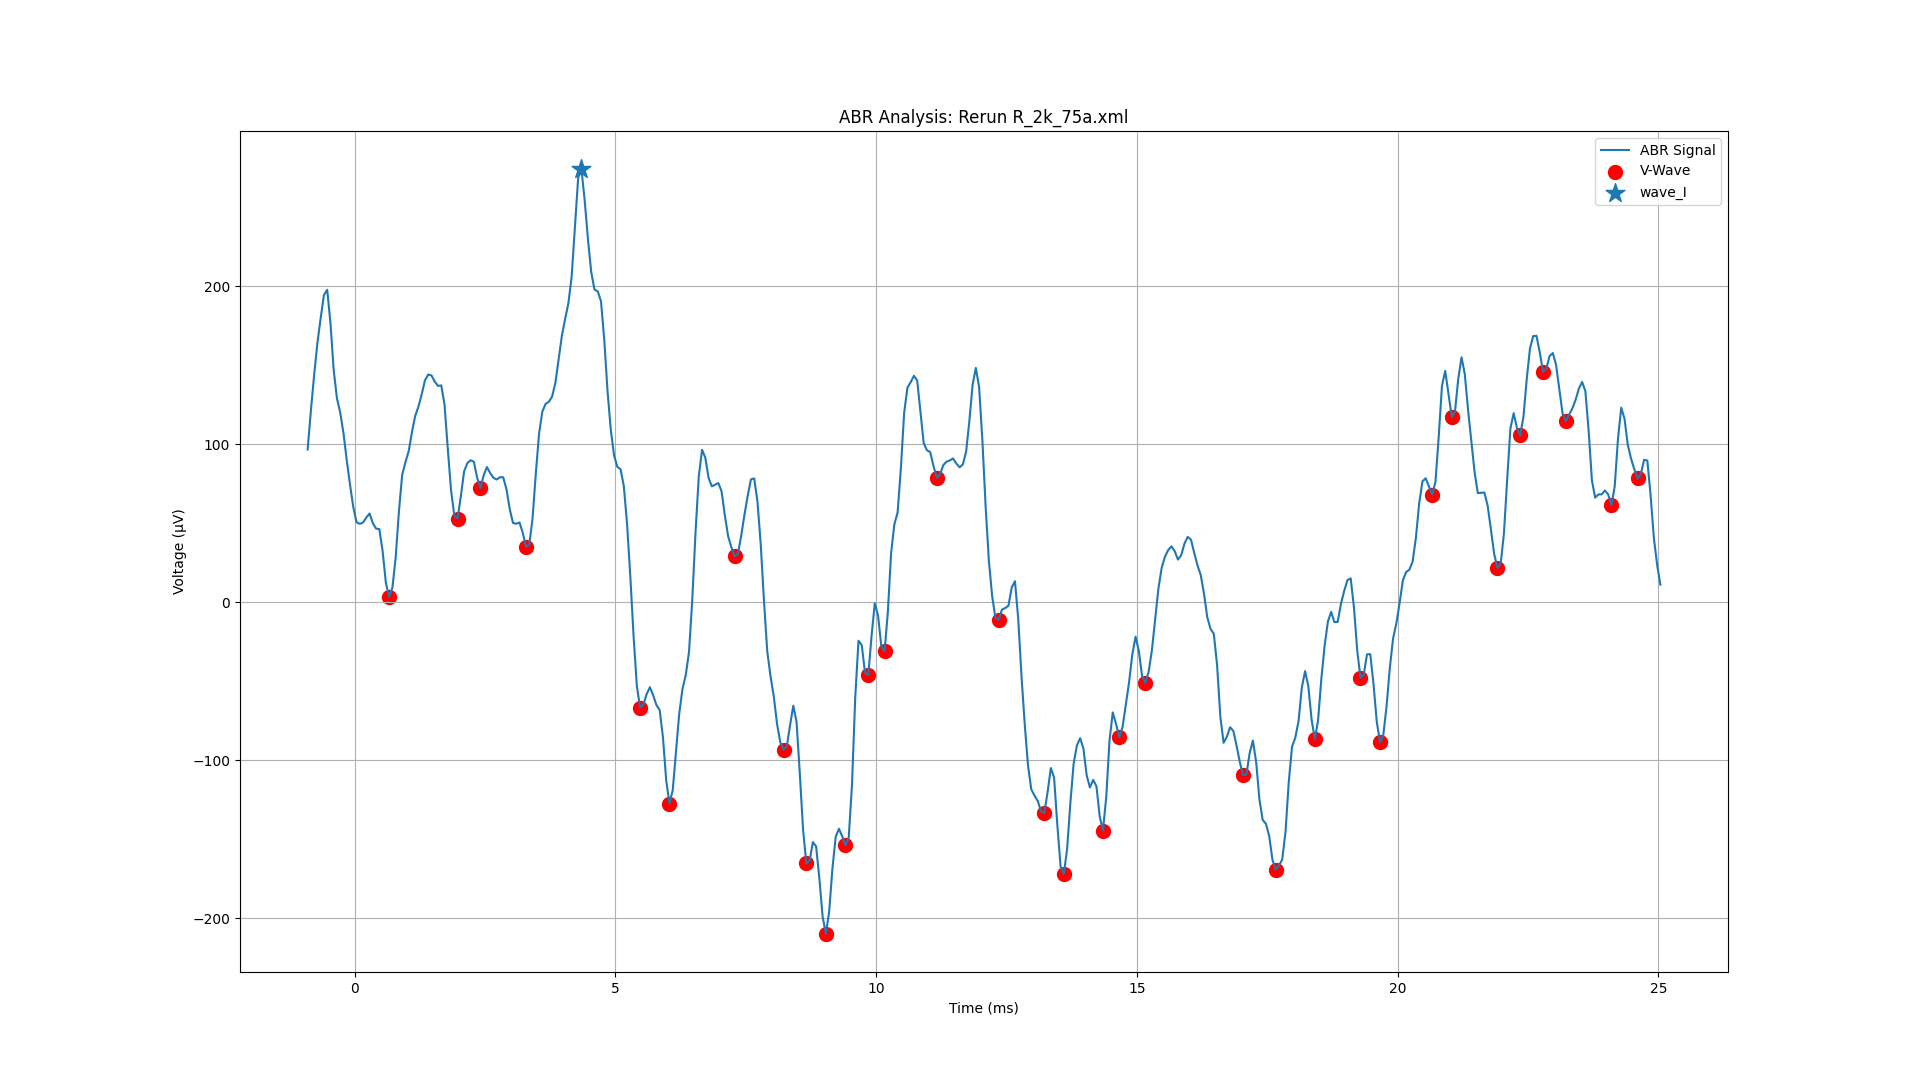 ABR Analysis: Rerun R_2k_75a.xml
ABR Signal
V-Wave
wave_I
Voltage (µV)
200
100
0
−100
−200
0
5
10
15
20
25
Time (ms)